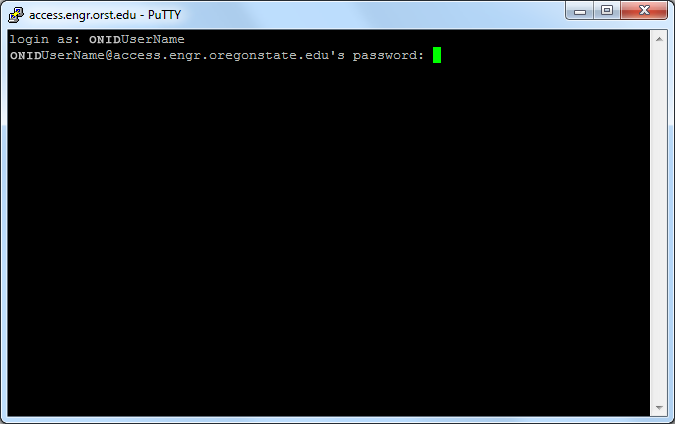 access.engr.orst.edu - PuTTY
login as: ONIDUserName
ONIDUserName@access.engr.oregonstate.edu's password: